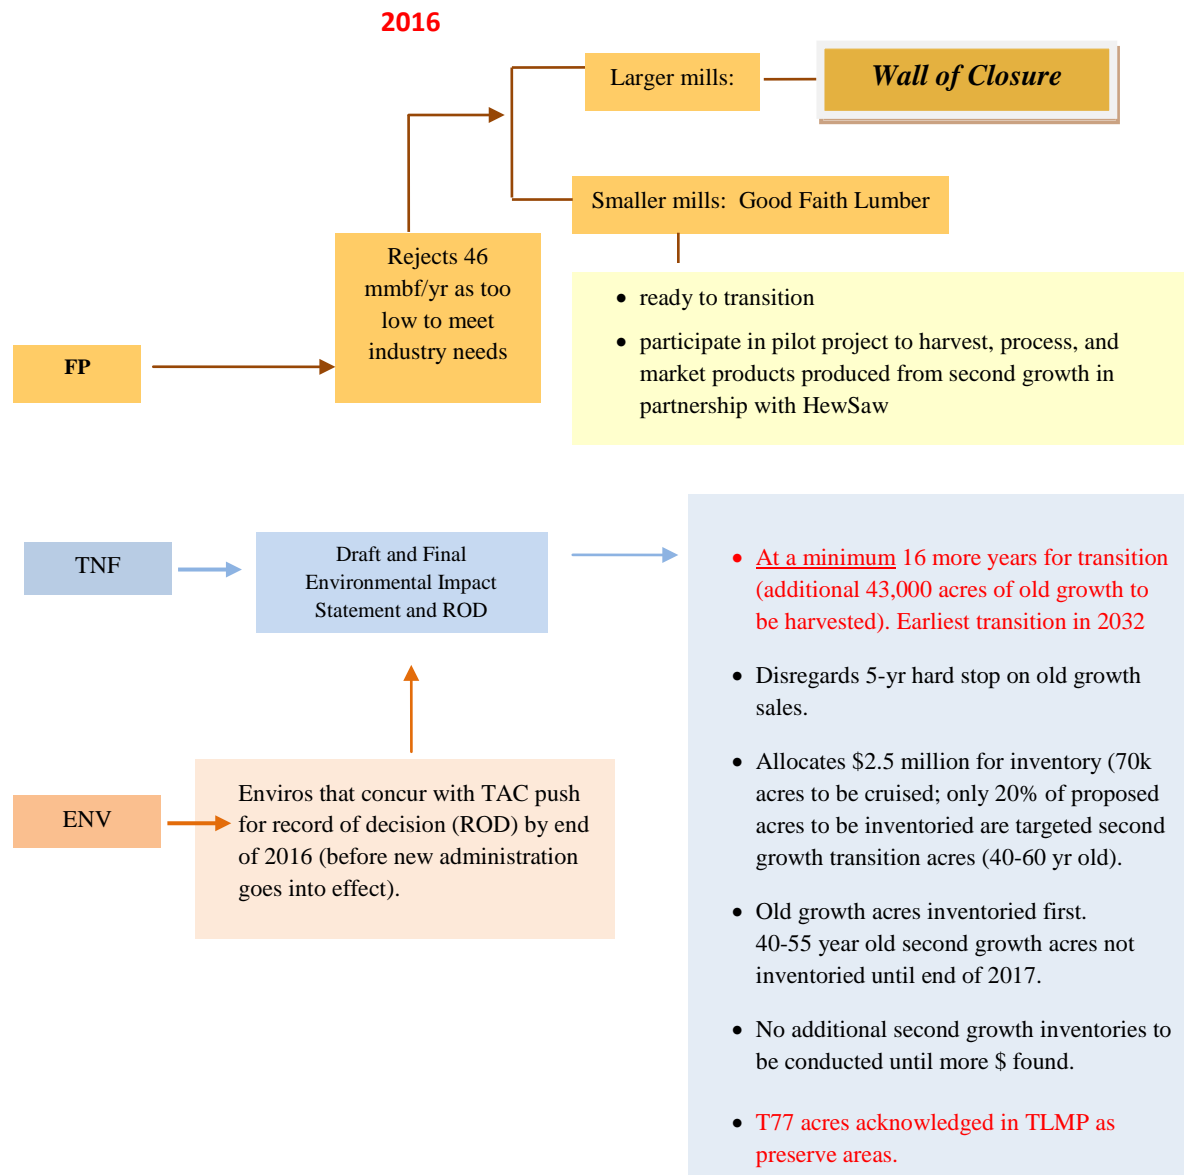 2016
Larger mills:
Wall of Closure
Smaller mills:  Good Faith Lumber
Rejects 46
mmbf/yr as too
low to meet
industry needs
FP
• ready to transition
• participate in pilot project to harvest, process, and
market products produced from second growth in
partnership with HewSaw
TNF
Draft and Final
Environmental Impact
Statement and ROD
ENV
Enviros that concur with TAC push
for record of decision (ROD) by end
of 2016 (before new administration
goes into effect).
• At a minimum 16 more years for transition
(additional 43,000 acres of old growth to
be harvested). Earliest transition in 2032
• Disregards 5-yr hard stop on old growth
sales.
• Allocates $2.5 million for inventory (70k
acres to be cruised; only 20% of proposed
acres to be inventoried are targeted second
growth transition acres (40-60 yr old).
• Old growth acres inventoried first.
40-55 year old second growth acres not
inventoried until end of 2017.
• No additional second growth inventories to
be conducted until more $ found.
• T77 acres acknowledged in TLMP as
preserve areas.